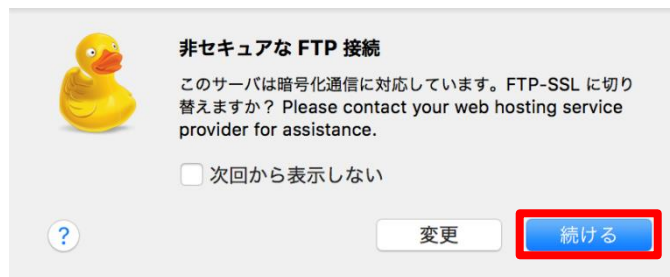 非セキュアな FTP 接続
このサーバは暗号化通信に対応しています。FTP-SSL に切り
替えますか？ Please contact your web hosting service
provider for assistance.
次回から表示しない
?
変更
続ける